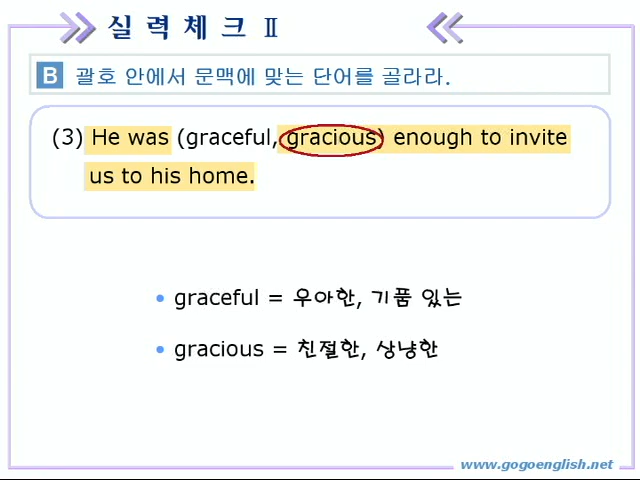 실력체크 Ⅱ
B 괄호 안에서 문맥에 맞는 단어를 골라라.
(3) He was (graceful, gracious) enough to invite
us to his home.
• graceful = 우아한, 기품 있는
• gracious = 친절한, 상냥한
www.gogoenglish.net